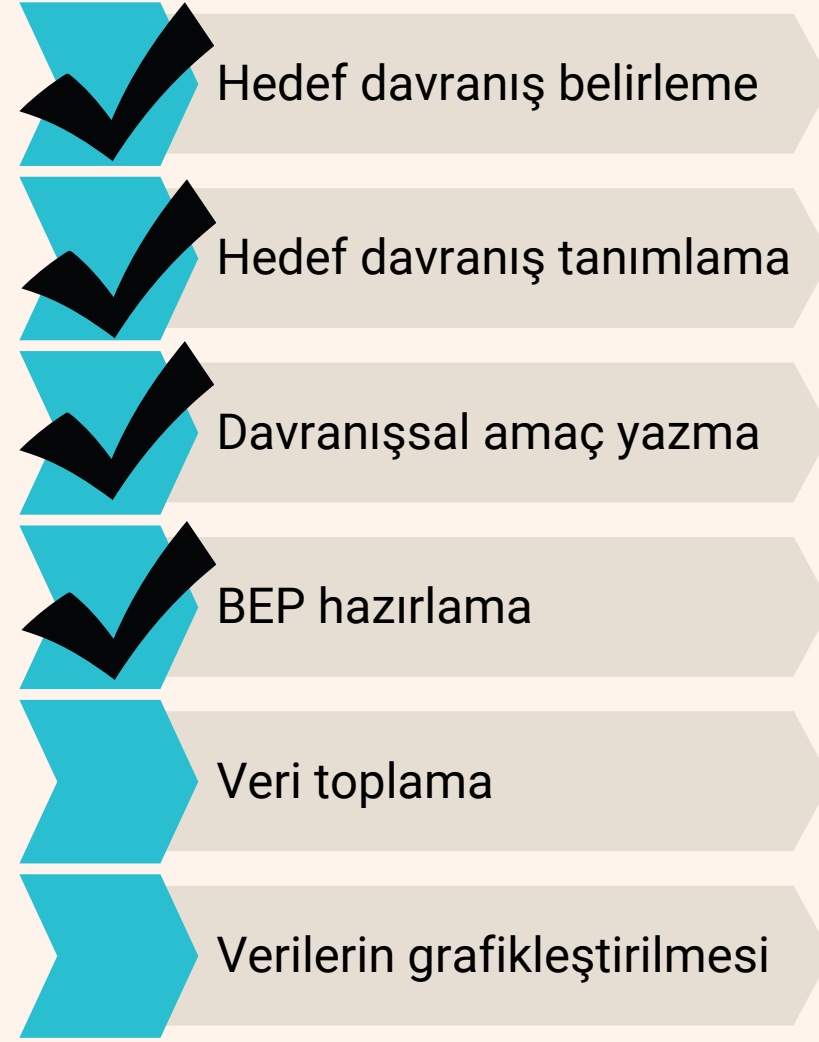 Hedef davranış belirleme
Hedef davranış tanımlama
Davranışsal amaç yazma
BEP hazırlama
Veri toplama
Verilerin grafikleştirilmesi